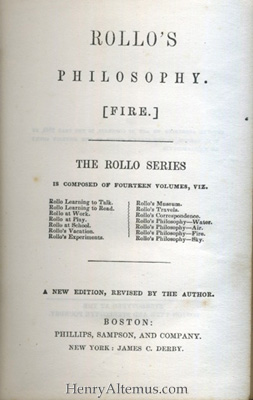 ROLLO'S
PHILOSOPHY.
[FIRE.]
THE ROLLO SERIES
IS COMPOSED OF FOURTEEN VOLUMES, VIZ.
Rollo Learning to Talk.
Rollo Learning to Read.
Rollo at Work.
Rollo at Play.
Rollo at School.
Rollo's Vacation.
Rollo's Experiments.
Rollo's Museum.
Rollo's Travels.
Rollo's Correspondence.
Rollo's Philosophy—Water.
Rollo's Philosophy—Air.
Rollo's Philosophy—Fire.
Rollo's Philosophy—Sky.
A NEW EDITION, REVISED BY THE AUTHOR.
BOSTON:
PHILLIPS, SAMPSON, AND COMPANY.
NEW YORK: JAMES C. DERBY.
HenryAltemus.com